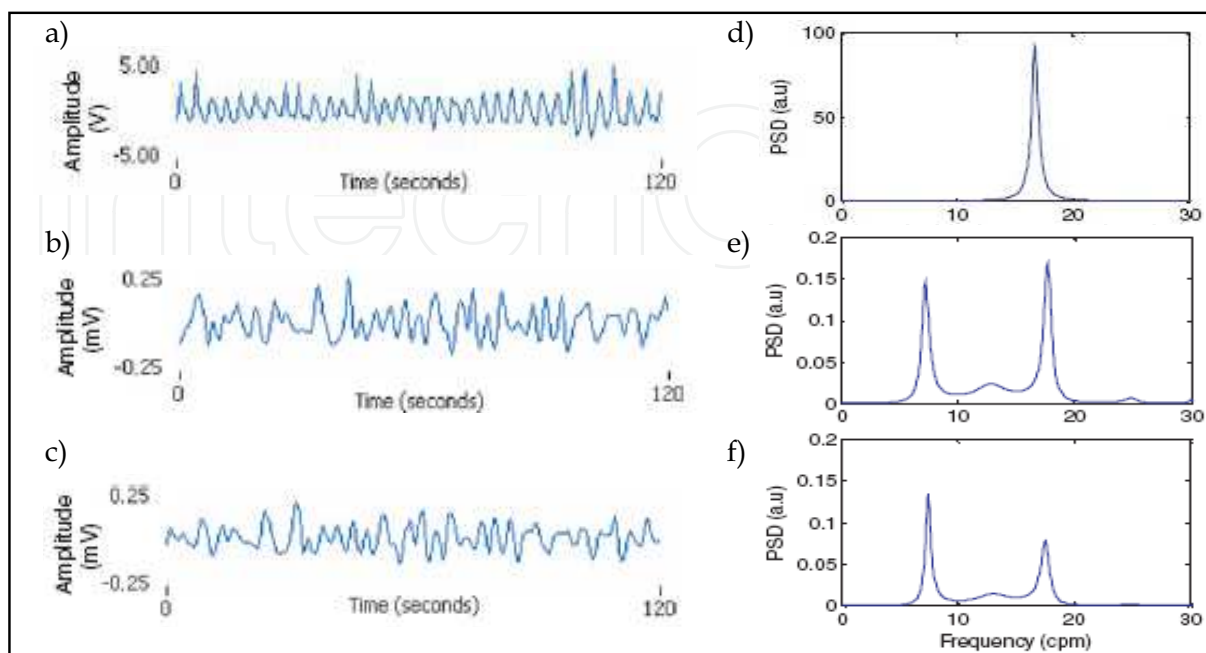 a)
5.00
Amplitude
(V)
-5.00
0
Time (seconds)
120
d)
100
50
0
PSD (a.u)
0 10 20 30
b)
0.25
Amplitude
(mV)
-0.25
0
Time (seconds)
120
e)
0.2
0.15
0.1
0.05
0
PSD (a.u)
0 10 20 30
c)
0.25
Amplitude
(mV)
-0.25
0
Time (seconds)
120
f)
0.2
0.15
0.1
0.05
0
PSD (a.u)
0 10 20 30
Frequency (cpm)